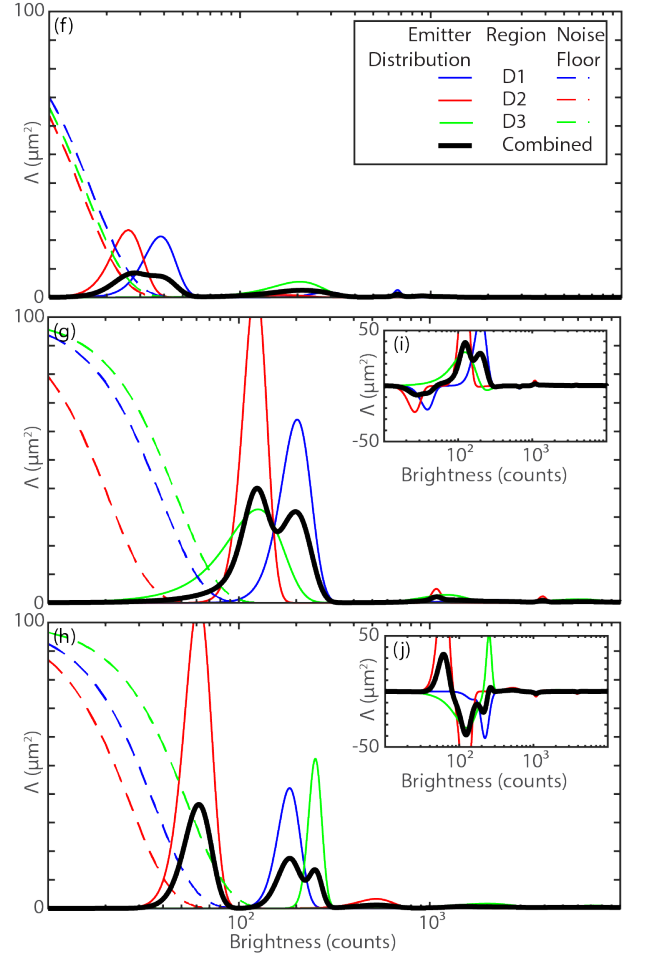 100
(f)
Emitter Region Noise
Distribution Floor
D1
D2
D3
Combined
Λ (μm²)
0
100
(g)
50
(i)
Λ (μm²)
-50
10² 10³
Brightness (counts)
Λ (μm²)
0
100
(h)
50
(j)
Λ (μm²)
-50
10² 10³
Brightness (counts)
Λ (μm²)
0
10² 10³
Brightness (counts)